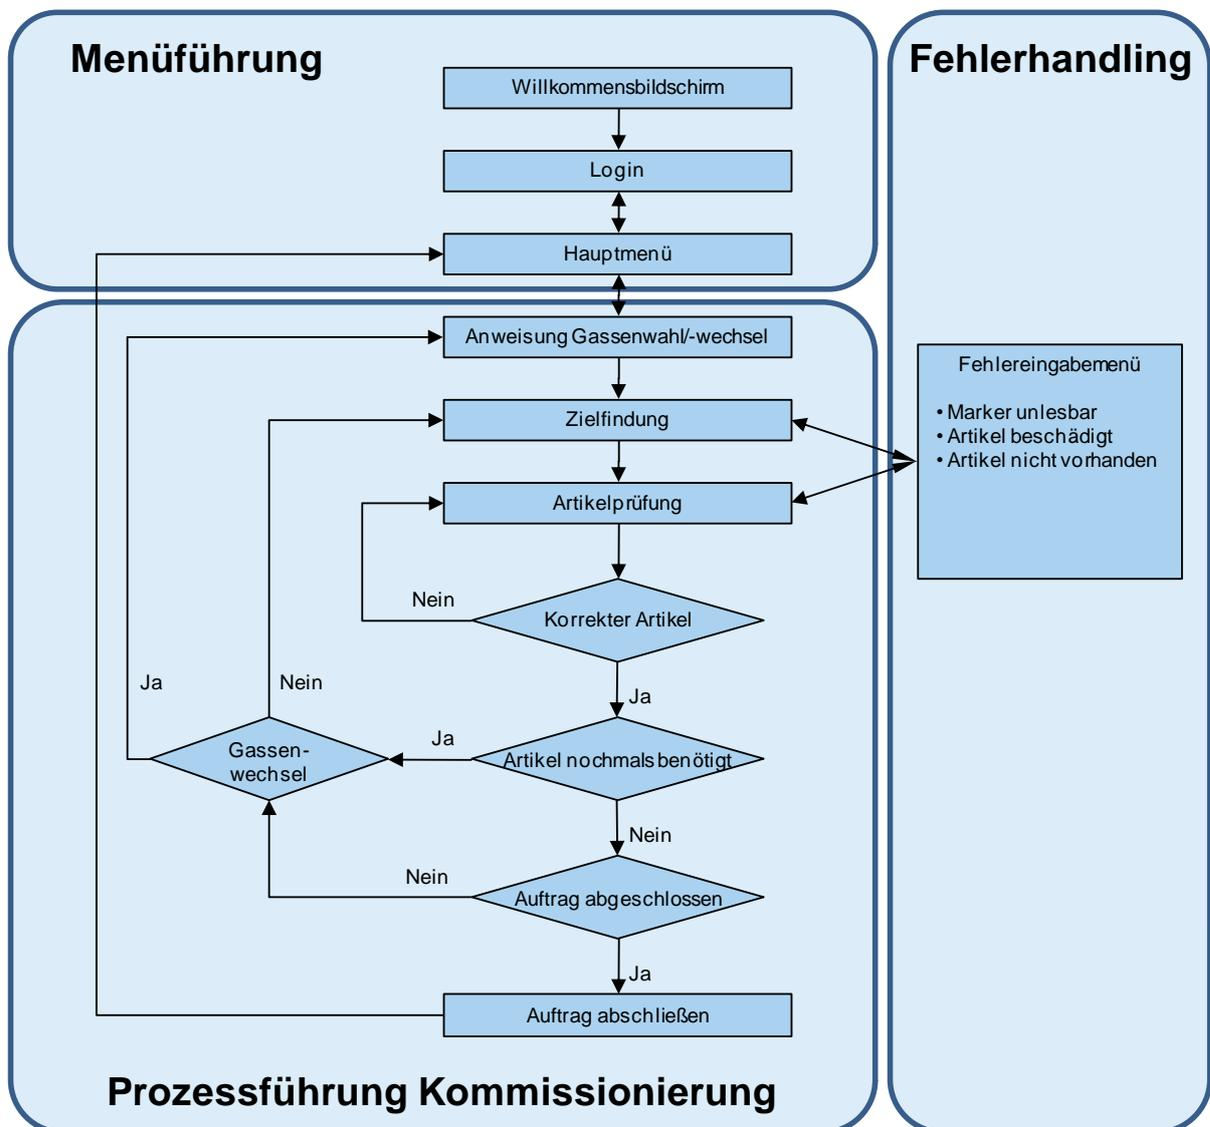 Menüführung
Fehlerhandling
Willkommensbildschirm
Login
Hauptmenü
Anweisung Gassenwahl/-wechsel
Fehlereingabemenü
• Marker unlesbar
• Artikel beschädigt
• Artikel nicht vorhanden
Zielfindung
Artikelprüfung
Nein
Korrekter Artikel
Ja
Nein
Ja
Gassen-
wechsel
Ja
Artikel nochmals benötigt
Nein
Nein
Auftrag abgeschlossen
Ja
Auftrag abschließen
Prozessführung Kommissionierung